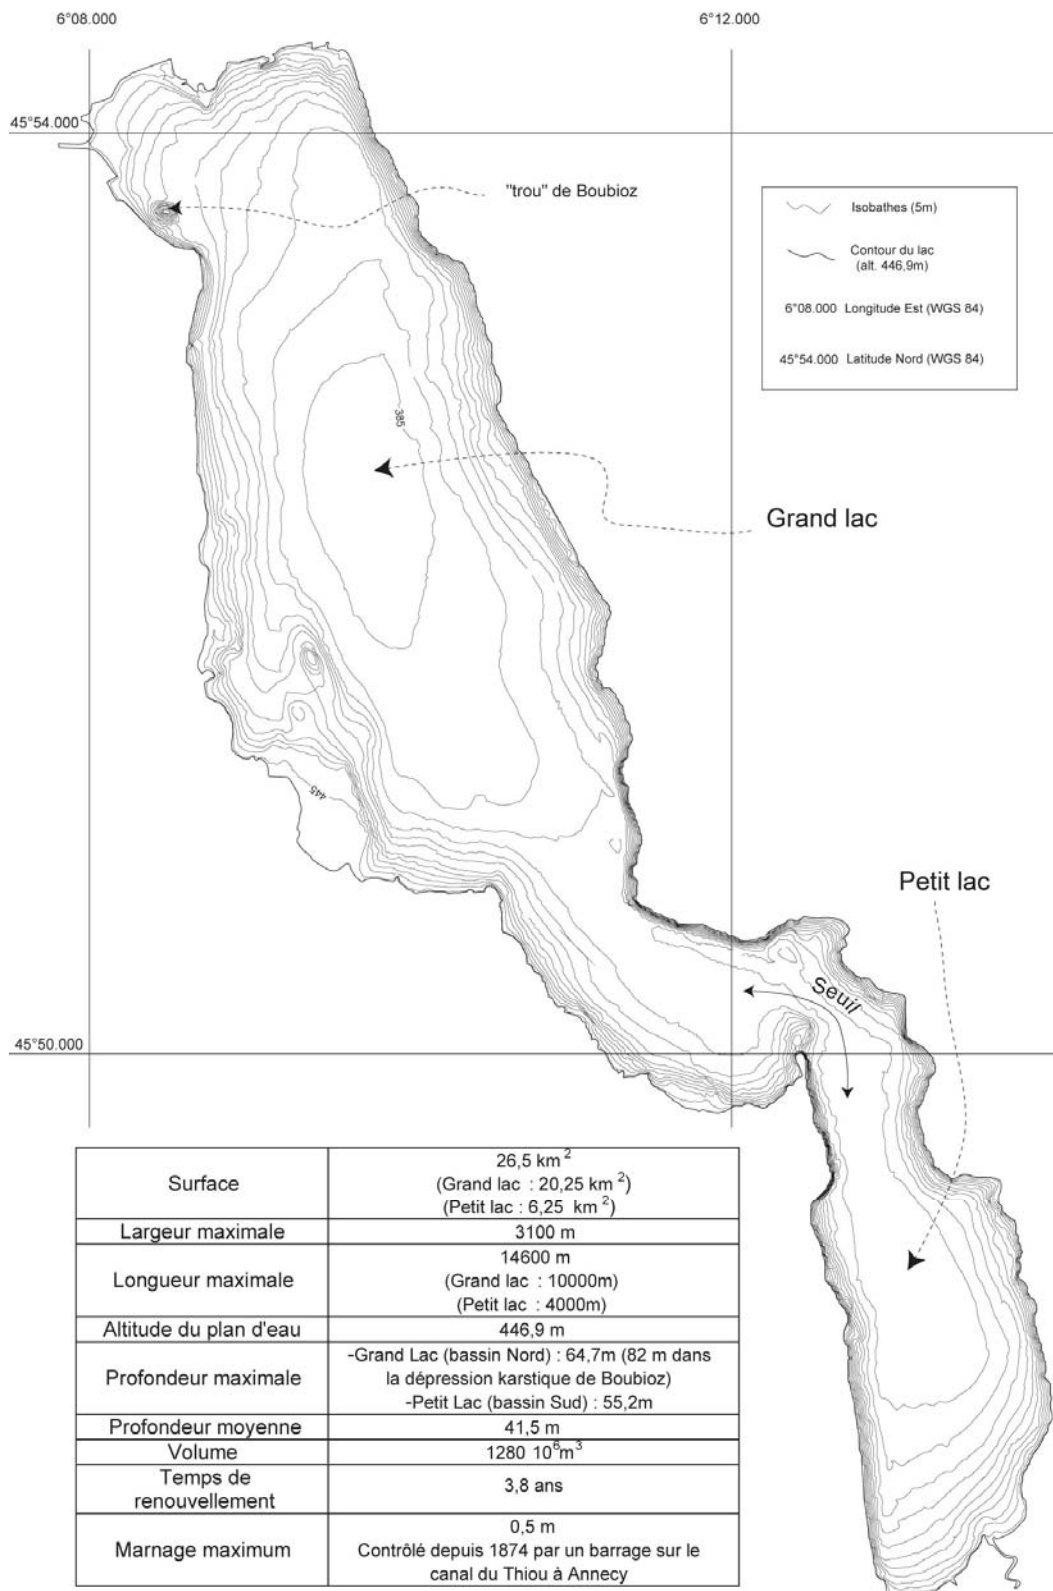 6°08.000
6°12.000
45°54.000
"trou" de Boubioz
Isobathes (5m)
Contour du lac
(alt. 446,9m)
6°08.000 Longitude Est (WGS 84)
45°54.000 Latitude Nord (WGS 84)
385
Grand lac
445
Petit lac
Seuil
45°50.000
Surface
26,5 km²
(Grand lac : 20,25 km²)
(Petit lac : 6,25 km²)
Largeur maximale
3100 m
Longueur maximale
14600 m
(Grand lac : 10000m)
(Petit lac : 4000m)
Altitude du plan d'eau
446,9 m
Profondeur maximale
-Grand Lac (bassin Nord) : 64,7m (82 m dans
la dépression karstique de Boubioz)
-Petit Lac (bassin Sud) : 55,2m
Profondeur moyenne
41,5 m
Volume
1280 10⁶m³
Temps de
renouvellement
3,8 ans
Marnage maximum
0,5 m
Contrôlé depuis 1874 par un barrage sur le
canal du Thiou à Annecy